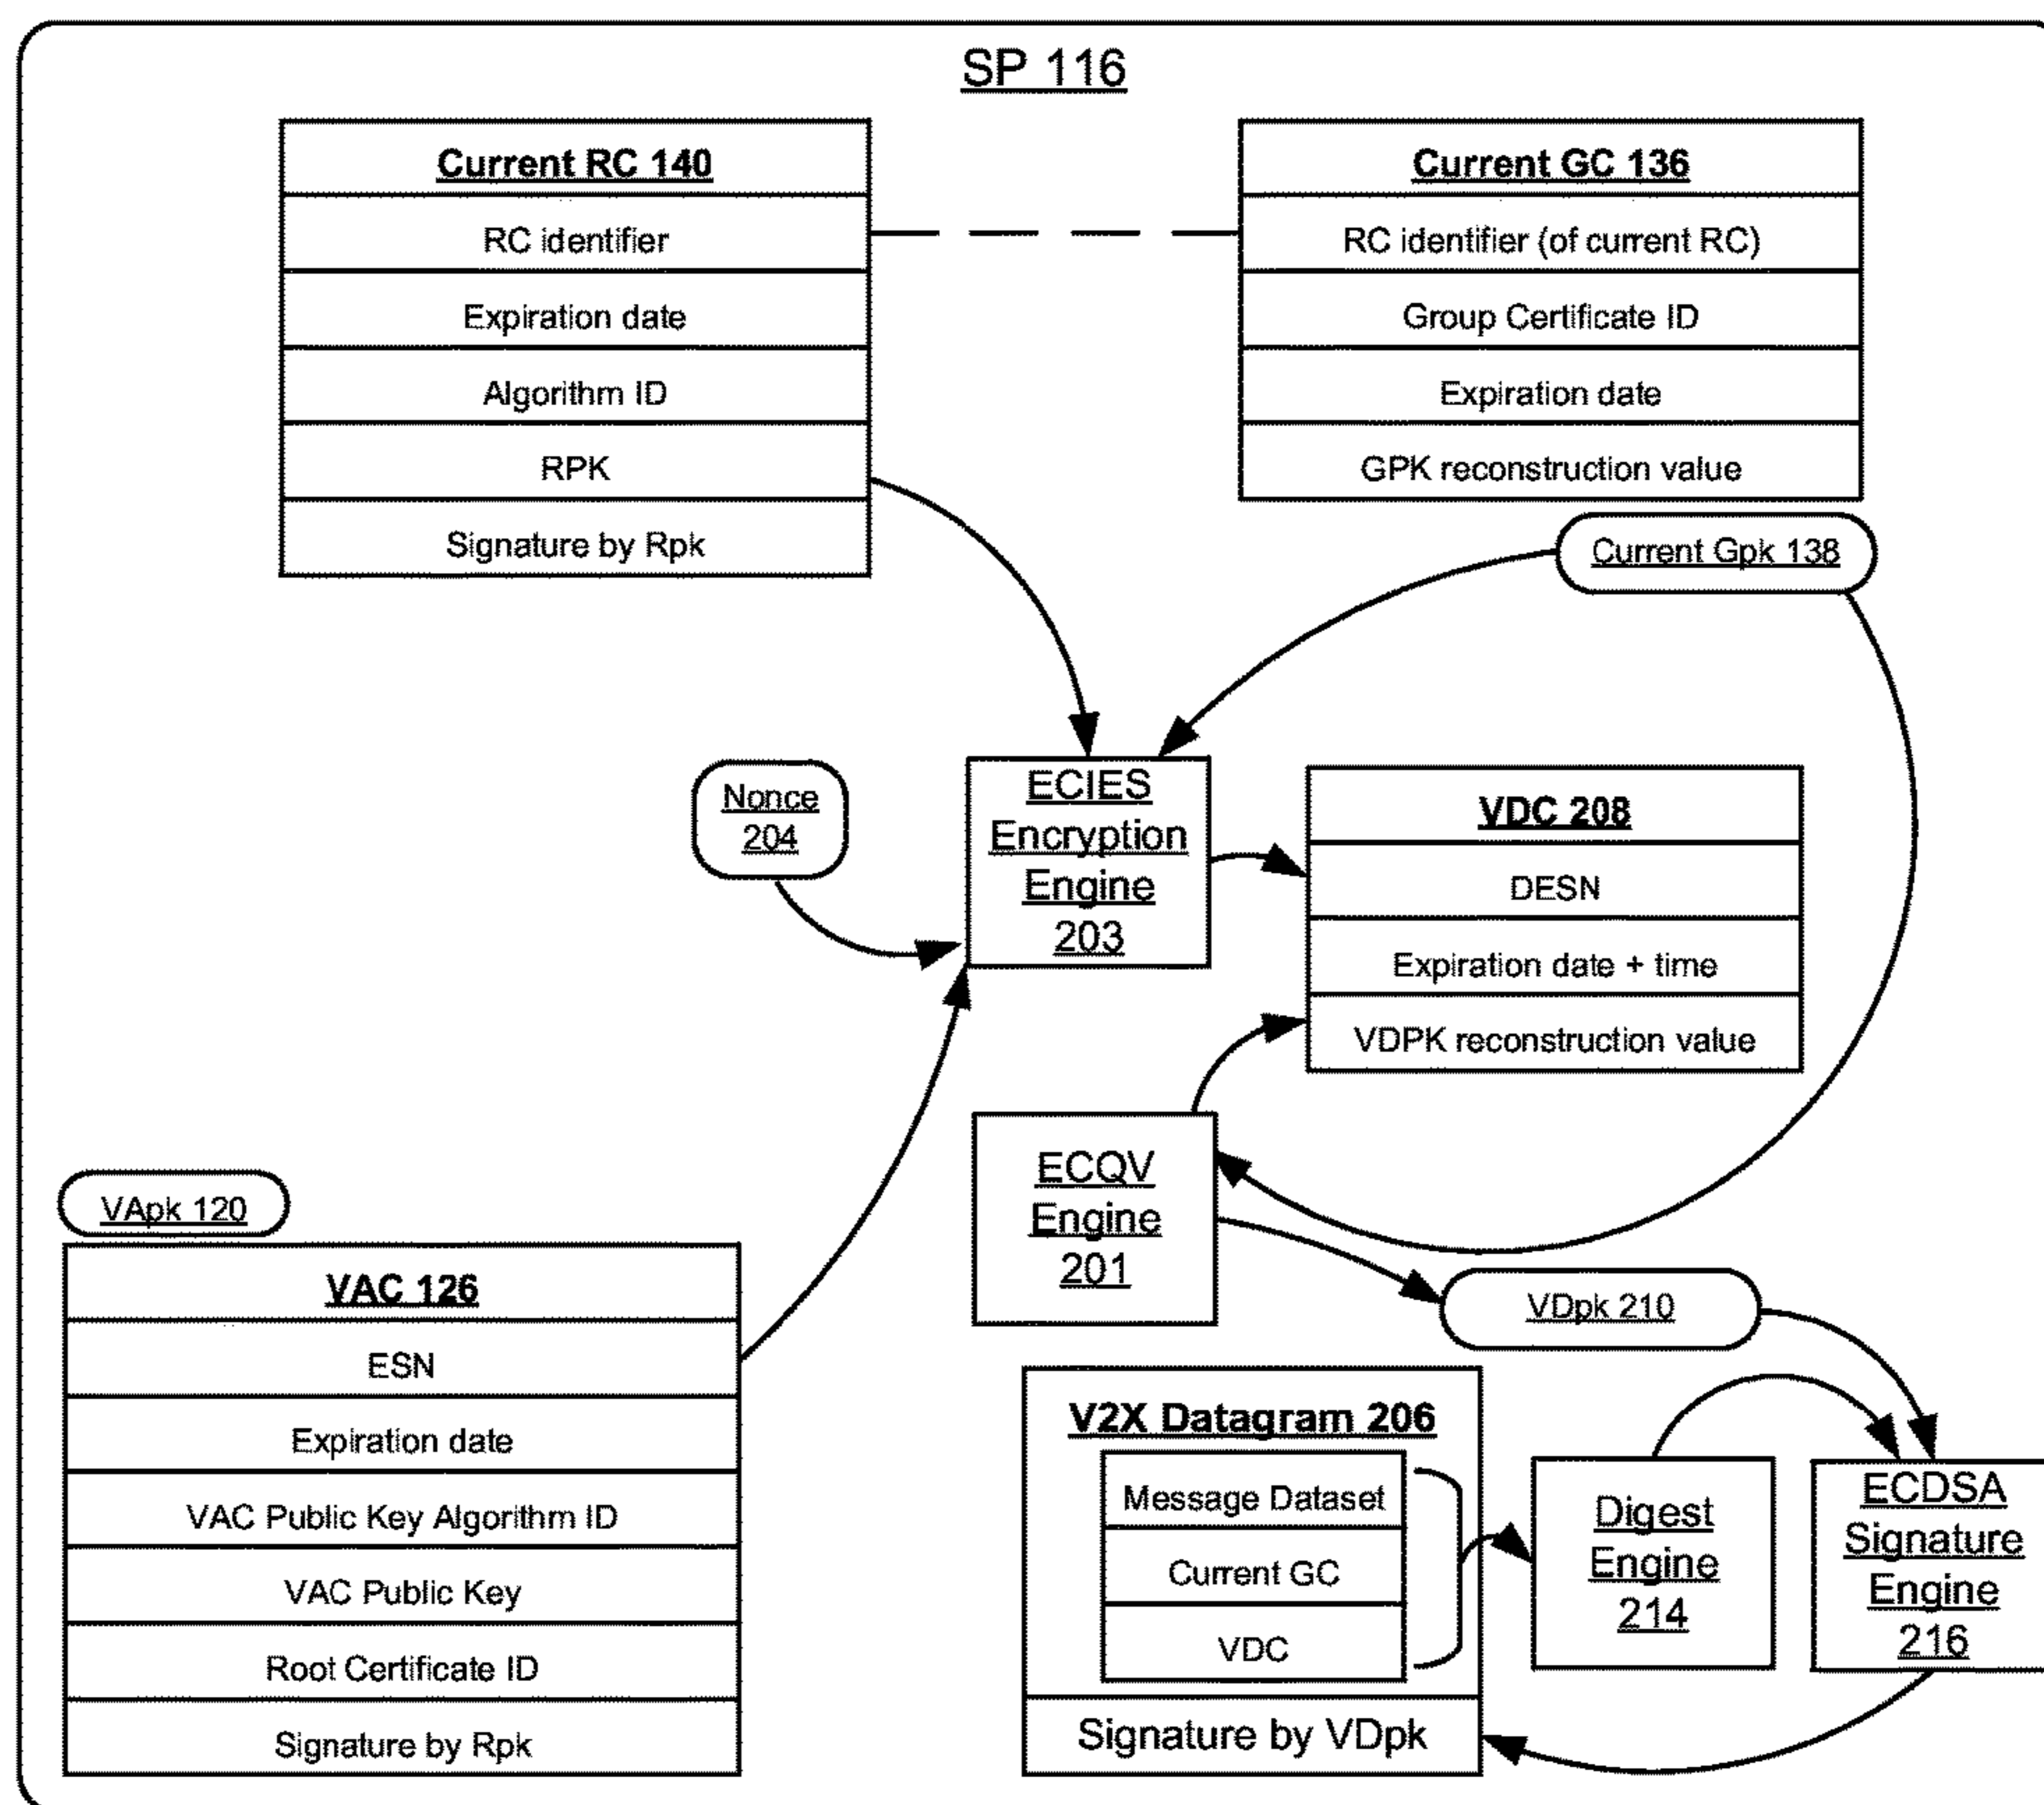 SP 116
Current RC 140
RC identifier
Expiration date
Algorithm ID
RPK
Signature by Rpk
Current GC 136
RC identifier (of current RC)
Group Certificate ID
Expiration date
GPK reconstruction value
Current Gpk 138
Nonce
204
ECIES
Encryption
Engine
203
VDC 208
DESN
Expiration date + time
VDPK reconstruction value
ECQV
Engine
201
VApk 120
VAC 126
ESN
Expiration date
VAC Public Key Algorithm ID
VAC Public Key
Root Certificate ID
Signature by Rpk
VDpk 210
V2X Datagram 206
Message Dataset
Current GC
VDC
Signature by VDpk
Digest
Engine
214
ECDSA
Signature
Engine
216